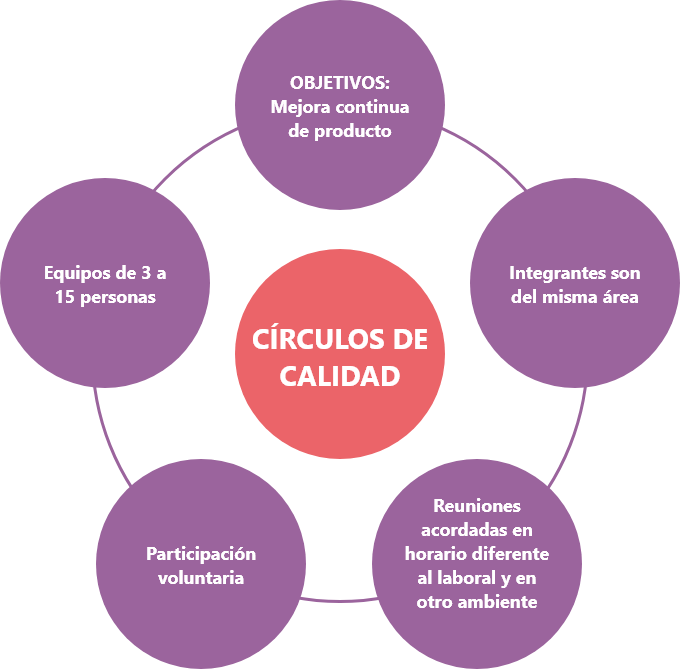 OBJETIVOS:
Mejora continua
de producto
Equipos de 3 a
15 personas
Integrantes son
del misma área
CÍRCULOS DE
CALIDAD
Participación
voluntaria
Reuniones
acordadas en
horario diferente
al laboral y en
otro ambiente